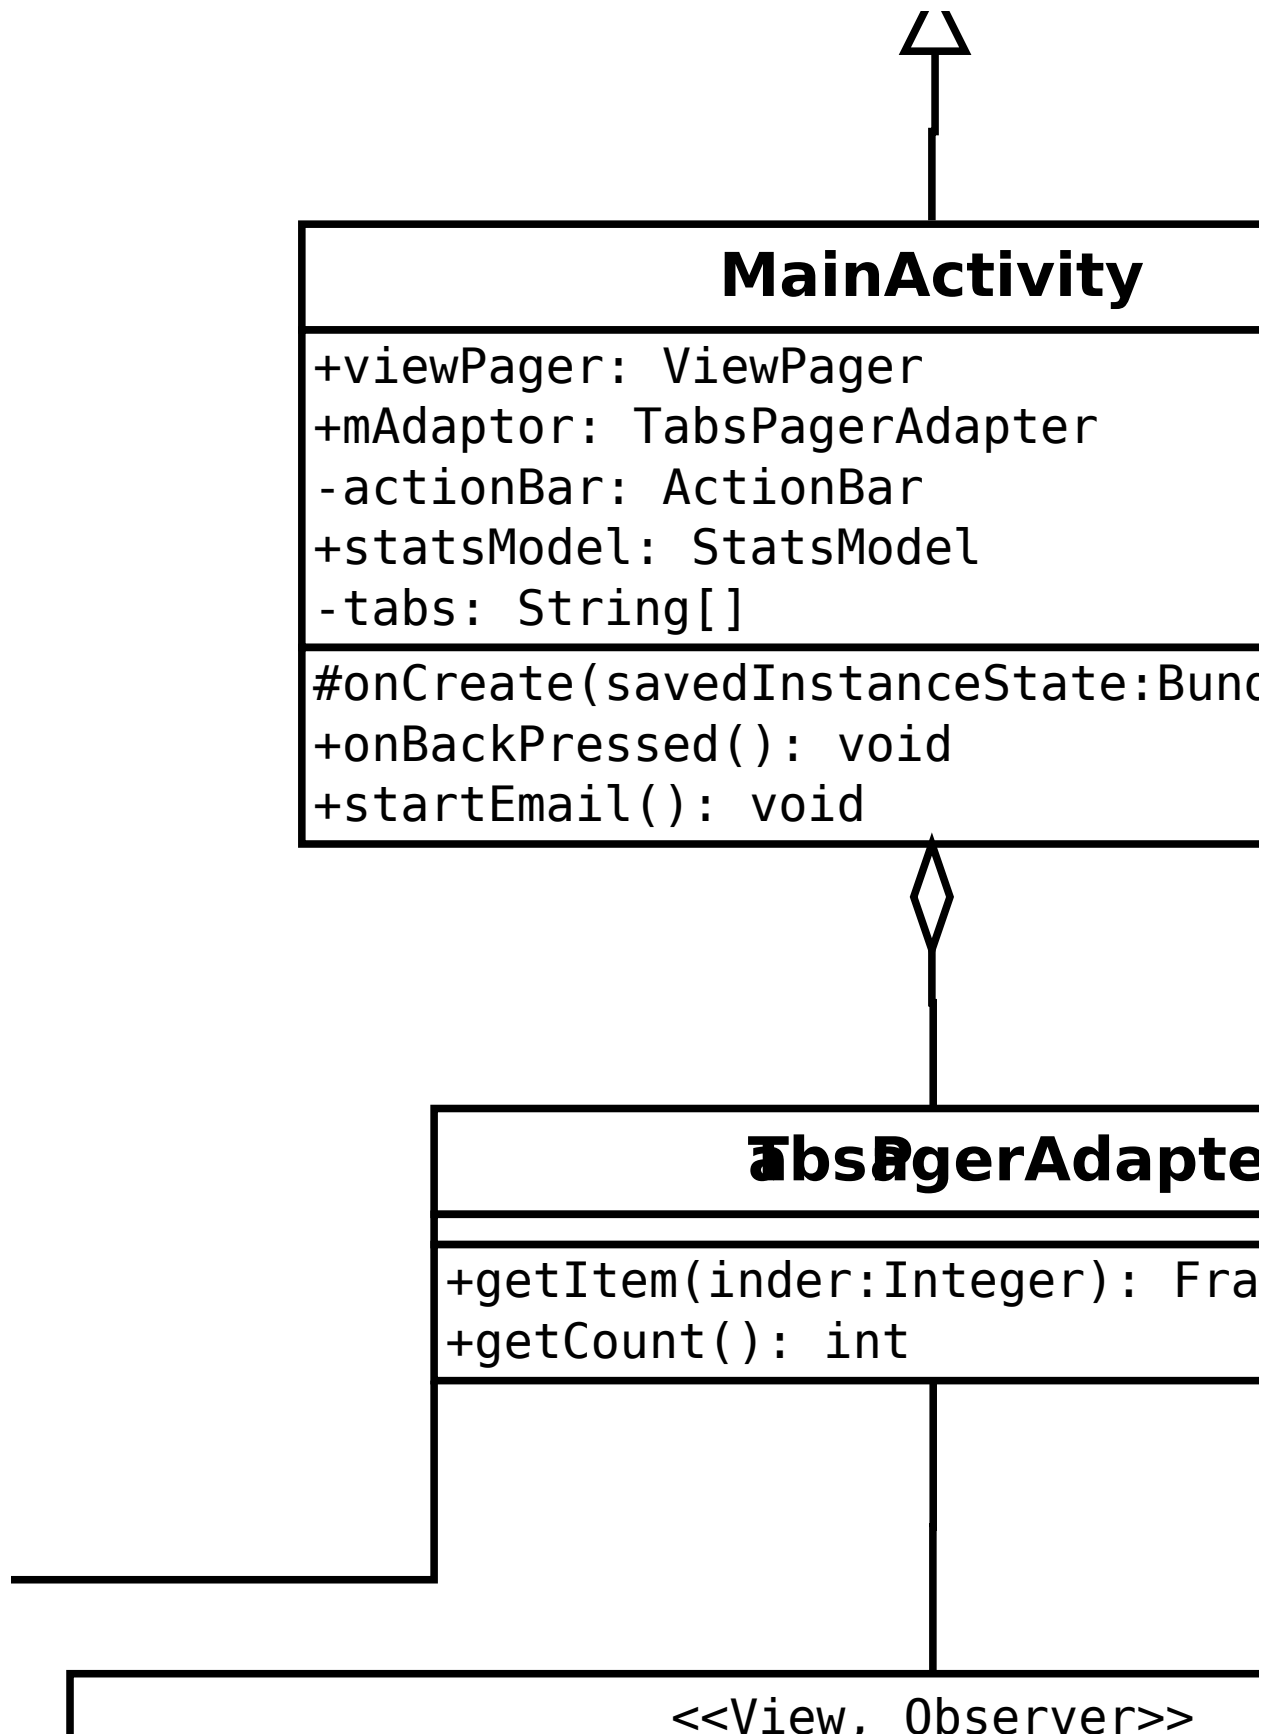 MainActivity
+viewPager: ViewPager
+mAdaptor: TabsPagerAdapter
-actionBar: ActionBar
+statsModel: StatsModel
-tabs: String[]
#onCreate(savedInstanceState:Bund
+onBackPressed(): void
+startEmail(): void
TabsPagerAdapte
+getItem(inder:Integer): Fra
+getCount(): int
<<View, Observer>>